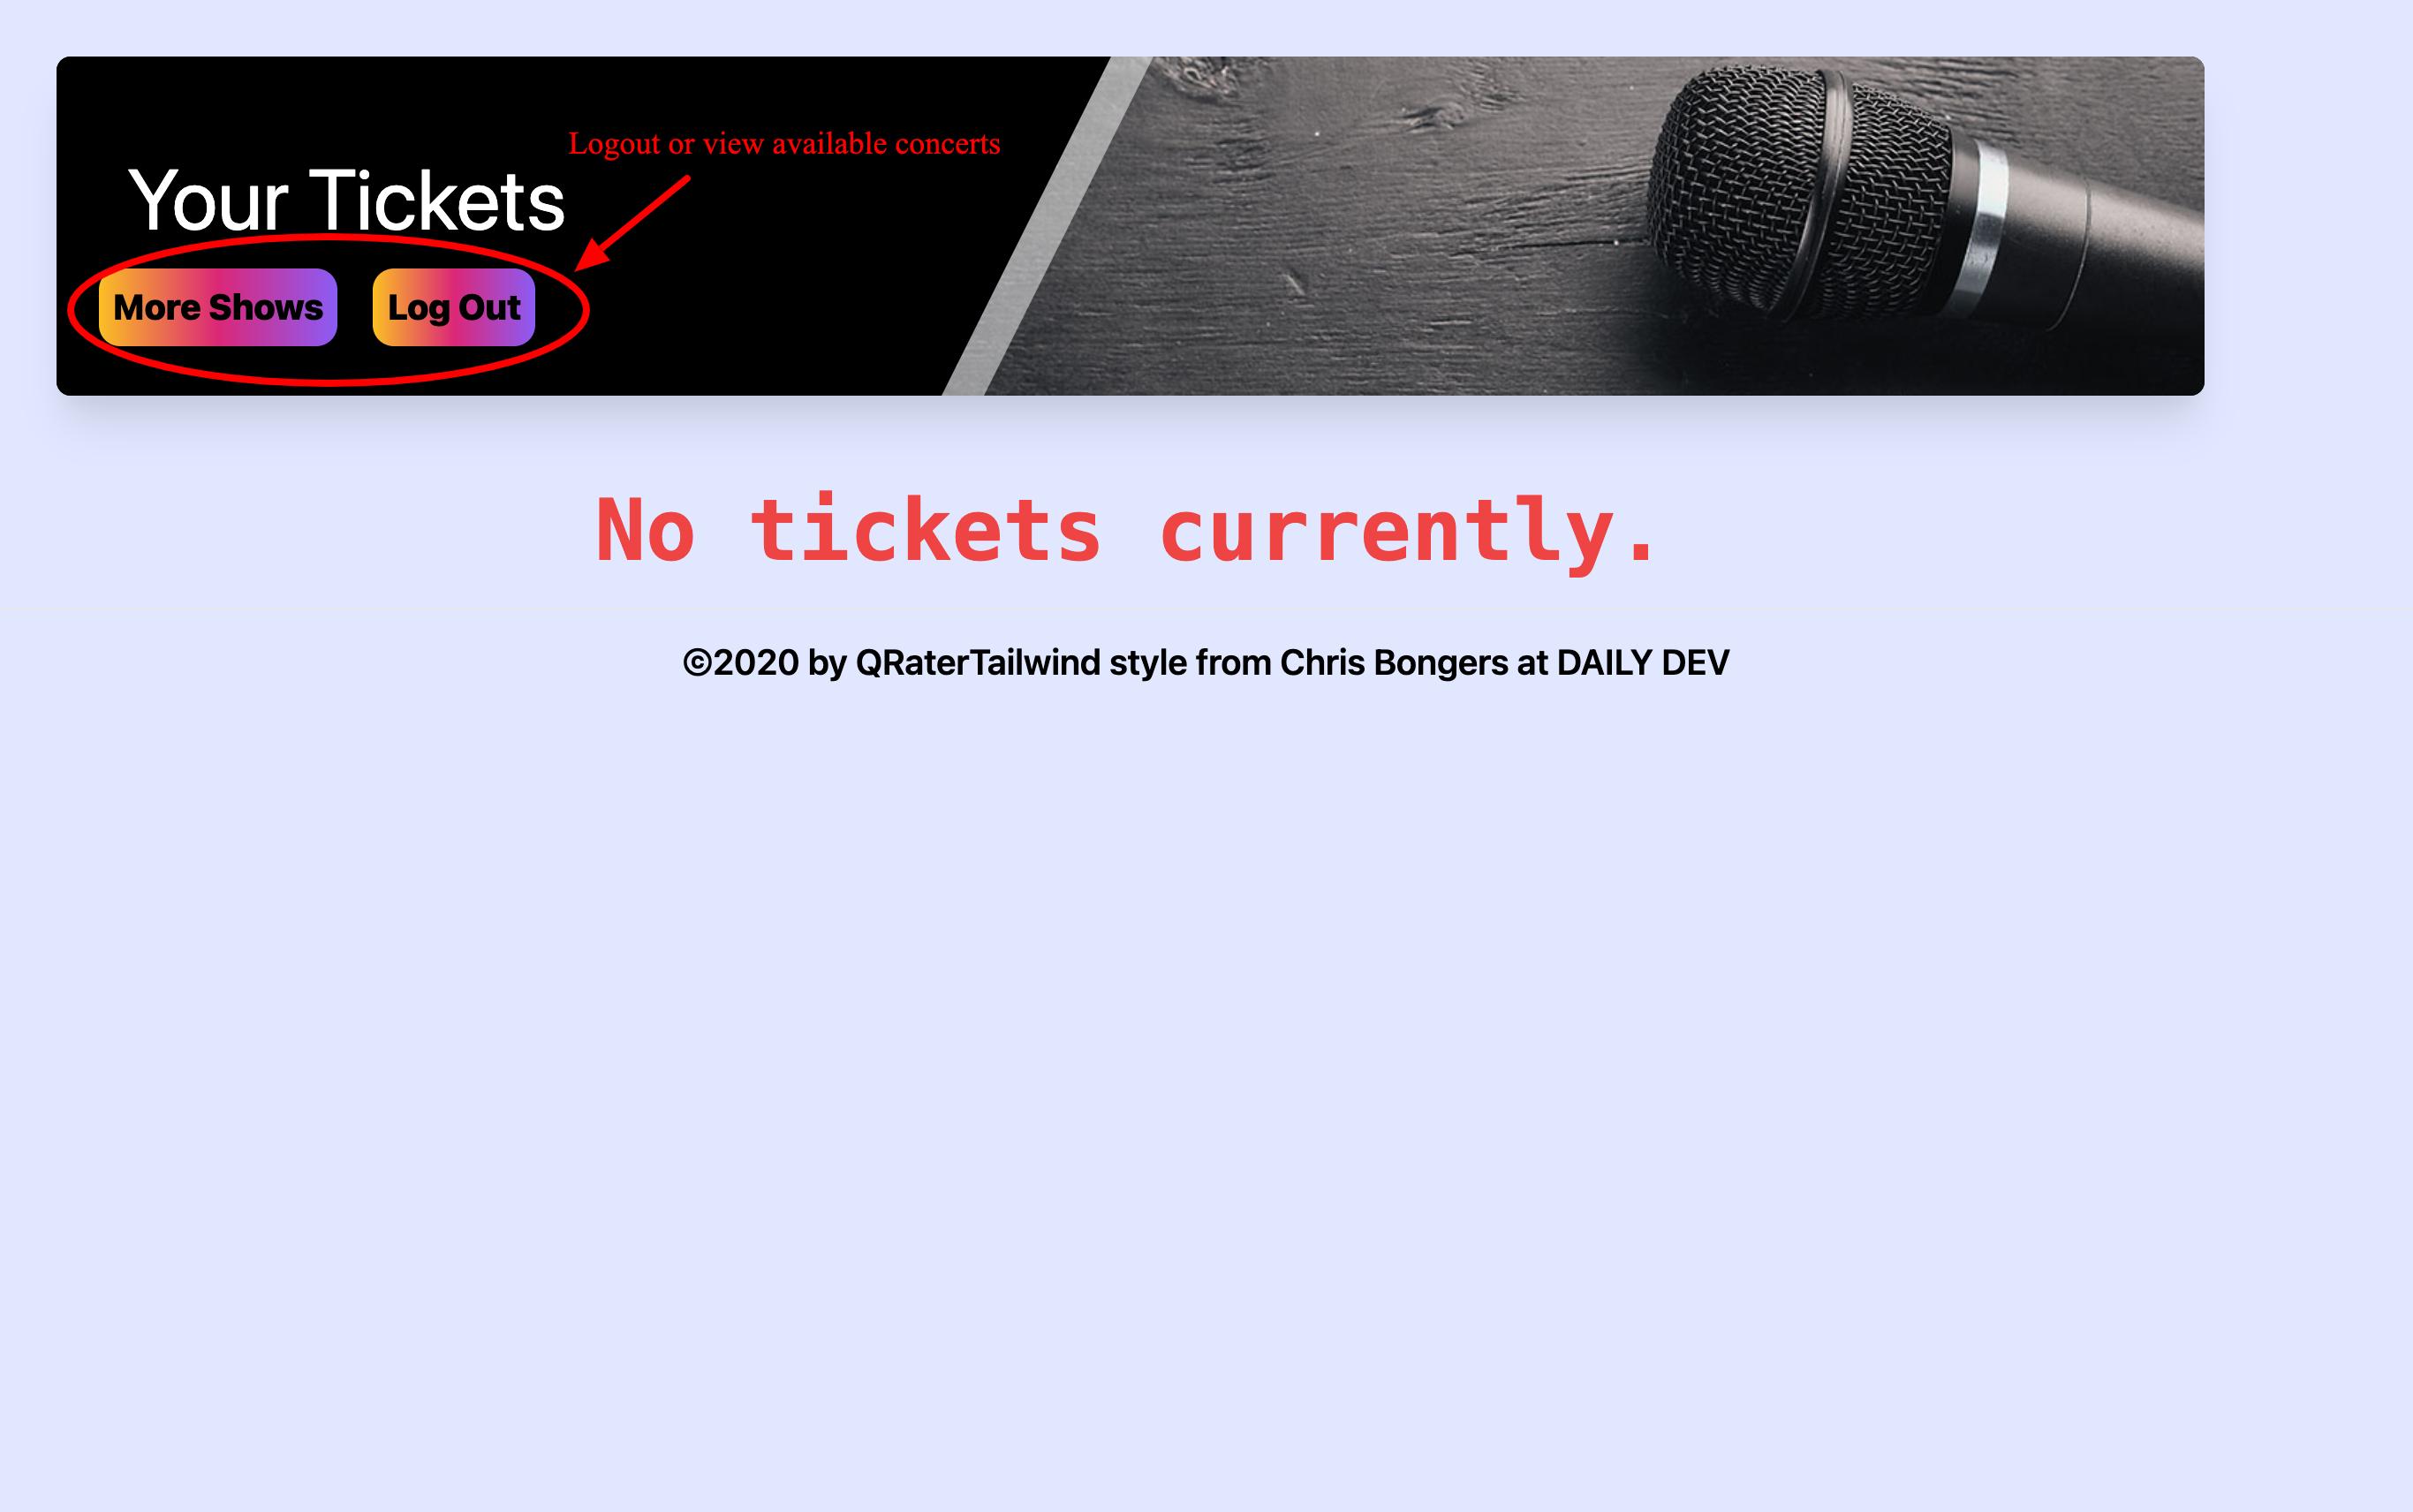 Logout or view available concerts
Your Tickets
More Shows
Log Out
No tickets currently.
©2020 by QRaterTailwind style from Chris Bongers at DAILY DEV